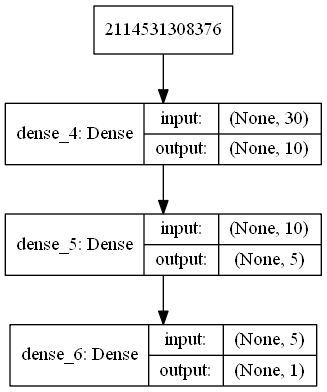 2114531308376
dense_4: Dense
input: (None, 30)
output: (None, 10)
dense_5: Dense
input: (None, 10)
output: (None, 5)
dense_6: Dense
input: (None, 5)
output: (None, 1)